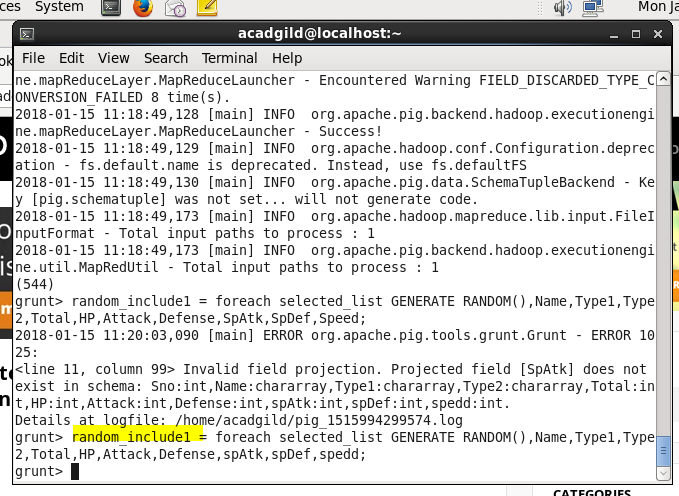 ces System Mon Ja
acadgild@localhost:~
File Edit View Search Terminal Help
ne.mapReduceLayer.MapReduceLauncher - Encountered Warning FIELD_DISCARDED_TYPE_C
ONVERSION_FAILED 8 time(s).
2018-01-15 11:18:49,128 [main] INFO  org.apache.pig.backend.hadoop.executionengi
ne.mapReduceLayer.MapReduceLauncher - Success!
2018-01-15 11:18:49,129 [main] INFO  org.apache.hadoop.conf.Configuration.deprec
ation - fs.default.name is deprecated. Instead, use fs.defaultFS
2018-01-15 11:18:49,130 [main] INFO  org.apache.pig.data.SchemaTupleBackend - Ke
y [pig.schematuple] was not set... will not generate code.
2018-01-15 11:18:49,173 [main] INFO  org.apache.hadoop.mapreduce.lib.input.FileI
nputFormat - Total input paths to process : 1
2018-01-15 11:18:49,173 [main] INFO  org.apache.pig.backend.hadoop.executionengi
ne.util.MapRedUtil - Total input paths to process : 1
(544)
grunt> random_include1 = foreach selected_list GENERATE RANDOM(),Name,Type1,Type
2,Total,HP,Attack,Defense,SpAtk,SpDef,Speed;
2018-01-15 11:20:03,090 [main] ERROR org.apache.pig.tools.grunt.Grunt - ERROR 10
25:
<line 11, column 99> Invalid field projection. Projected field [SpAtk] does not
exist in schema: Sno:int,Name:chararray,Type1:chararray,Type2:chararray,Total:in
t,HP:int,Attack:int,Defense:int,spAtk:int,spDef:int,spedd:int.
Details at logfile: /home/acadgild/pig_1515994299574.log
grunt> random_include1 = foreach selected_list GENERATE RANDOM(),Name,Type1,Type
2,Total,HP,Attack,Defense,spAtk,spDef,spedd;
grunt>
CATEGORIES